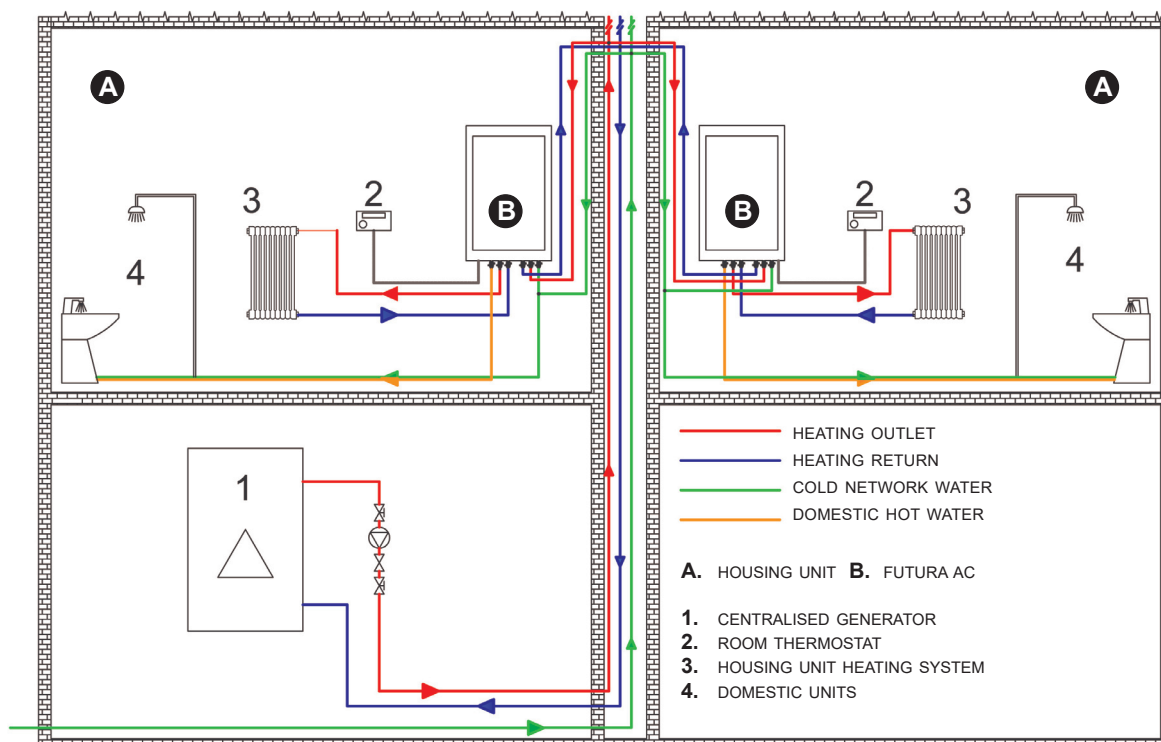 A
A
3
2
B
B
2
3
4
4
1
HEATING OUTLET
HEATING RETURN
COLD NETWORK WATER
DOMESTIC HOT WATER
A. HOUSING UNIT B. FUTURA AC
1. CENTRALISED GENERATOR
2. ROOM THERMOSTAT
3. HOUSING UNIT HEATING SYSTEM
4. DOMESTIC UNITS